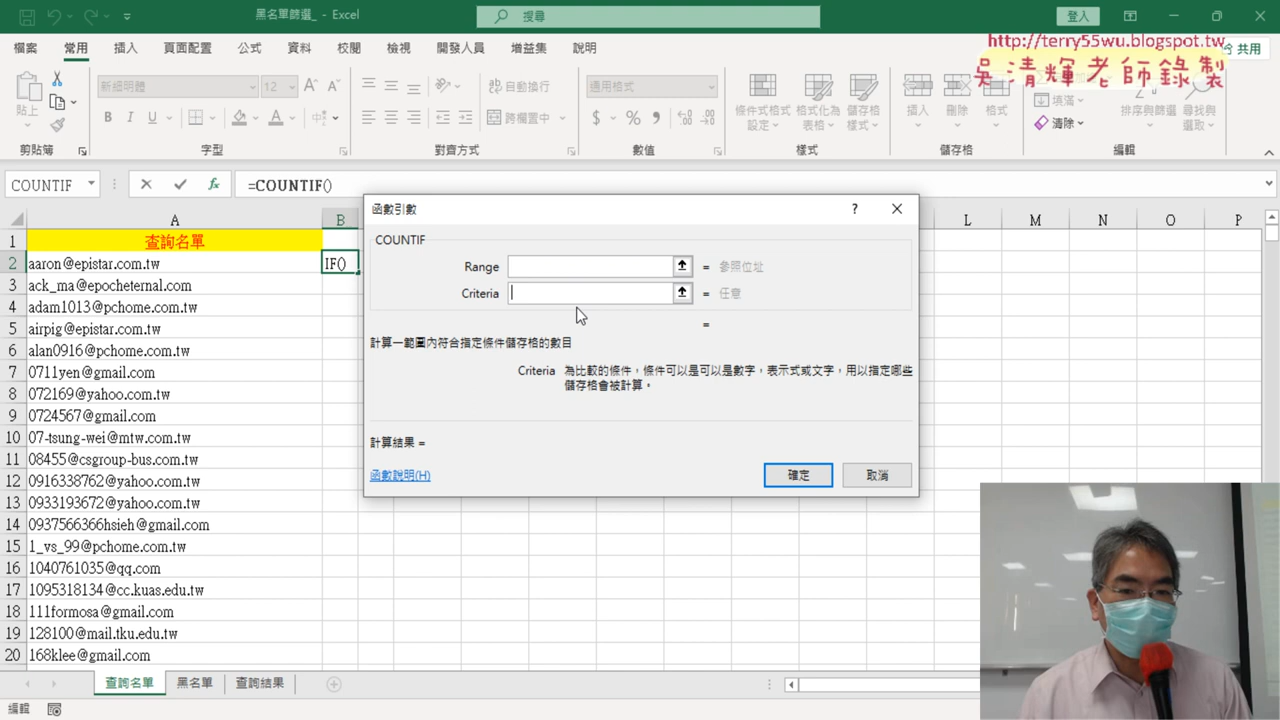 黑名單篩選_ - Excel
搜尋
登入
檔案 常用 插入 頁面配置 公式 資料 校閱 檢視 開發人員 增益集 說明
共用
http://terry55wu.blogspot.tw
吳清輝老師錄製
貼上
新細明體 12
自動換行
通用格式
跨欄置中
條件式格式設定
格式化為表格
儲存格樣式
插入 刪除 格式
填滿
清除
排序與篩選
尋找與選取
剪貼簿 字型 對齊方式 數值 樣式 儲存格 編輯
COUNTIF
=COUNTIF()
A B L M N O P
1 查詢名單
2 aaron@epistar.com.tw IF()
3 ack_ma@epocheternal.com
4 adam1013@pchome.com.tw
5 airpig@epistar.com.tw
6 alan0916@pchome.com.tw
7 0711yen@gmail.com
8 072169@yahoo.com.tw
9 0724567@gmail.com
10 07-tsung-wei@mtw.com.tw
11 08455@csgroup-bus.com.tw
12 0916338762@yahoo.com.tw
13 0933193672@yahoo.com.tw
14 0937566366hsieh@gmail.com
15 1_vs_99@pchome.com.tw
16 1040761035@qq.com
17 1095318134@cc.kuas.edu.tw
18 111formosa@gmail.com
19 128100@mail.tku.edu.tw
20 168klee@gmail.com
函數引數
COUNTIF
Range = 參照位址
Criteria = 任意
=
計算一範圍內符合指定條件儲存格的數目
Criteria 為比較的條件，條件可以是可以是數字，表示式或文字，用以指定哪些
儲存格會被計算。
計算結果 =
函數說明(H)
確定 取消
查詢名單 黑名單 查詢結果
編輯